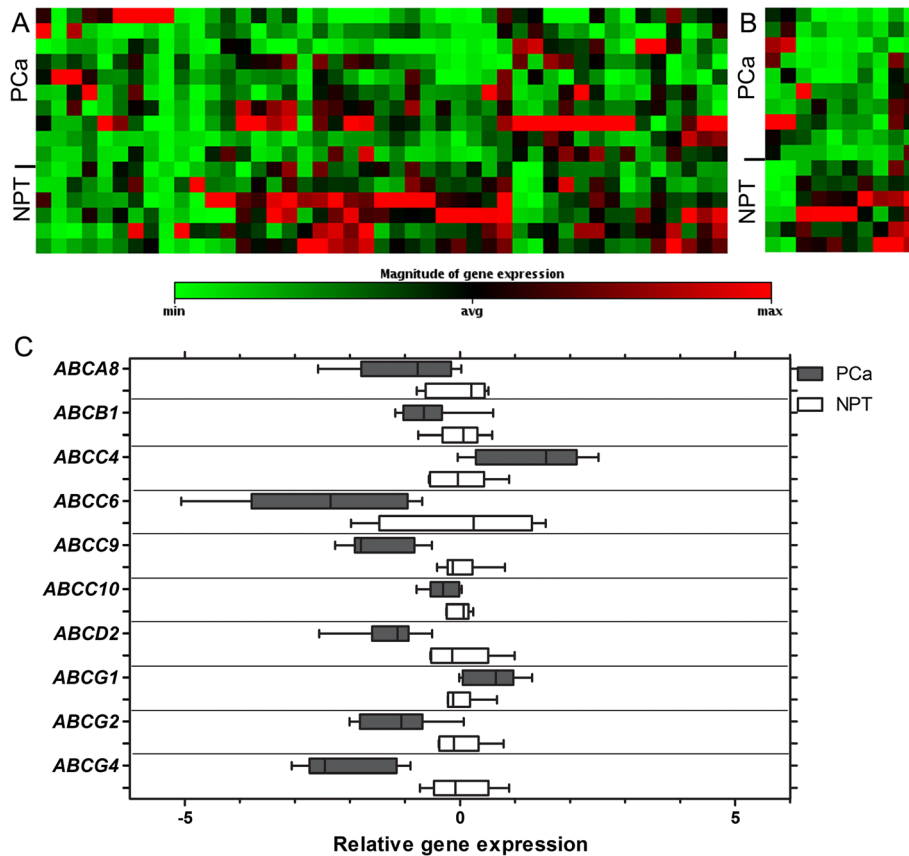 A
B
PCa
NPT
PCa
NPT
Magnitude of gene expression
min avg max
C
ABCA8
ABCB1
ABCC4
ABCC6
ABCC9
ABCC10
ABCD2
ABCG1
ABCG2
ABCG4
PCa
NPT
-5 0 5
Relative gene expression